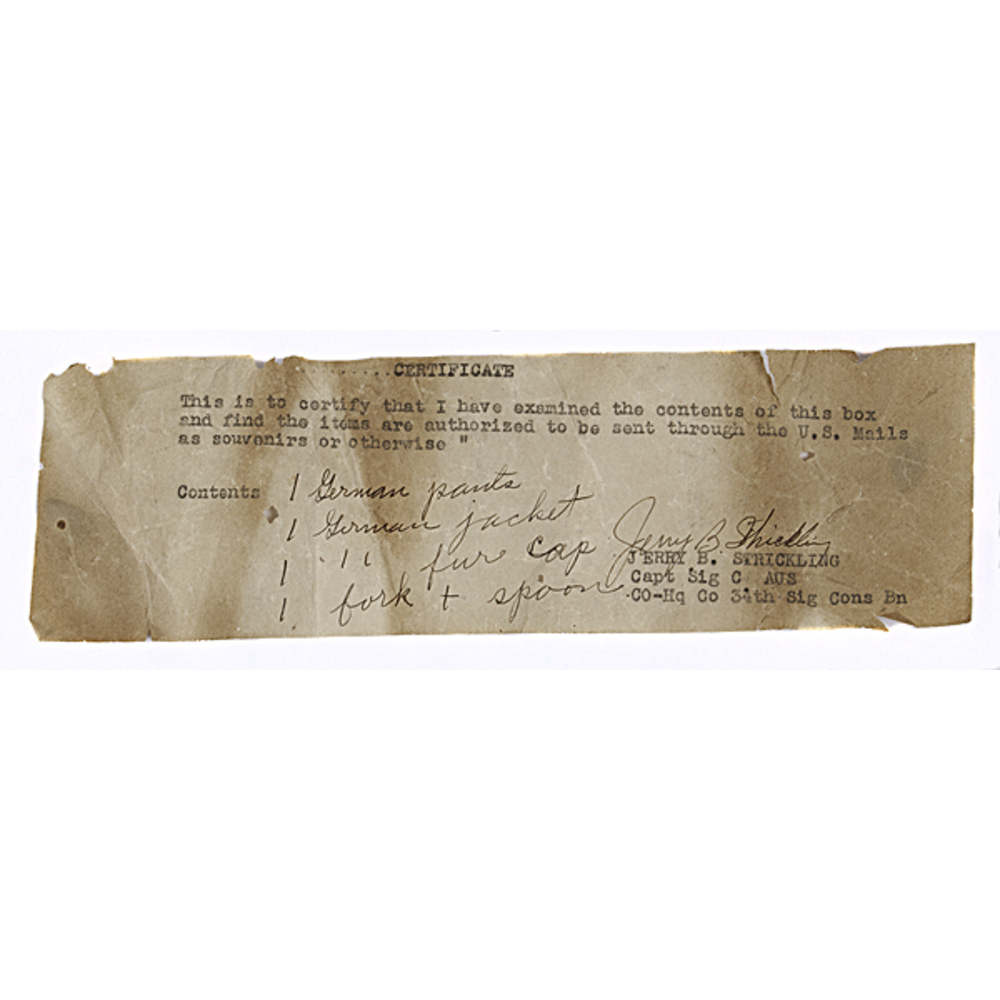 ........CERTIFICATE
This is to certify that I have examined the contents of this box
and find the items are authorized to be sent through the U.S. Mails
as souvenirs or otherwise "
Contents 1 German pants
1 German jacket
1 " fur cap
1 fork + spoon
Jerry B. Strickling
JERRY B. STRICKLING
Capt Sig C AUS
CO-Hq Co 34th Sig Cons Bn